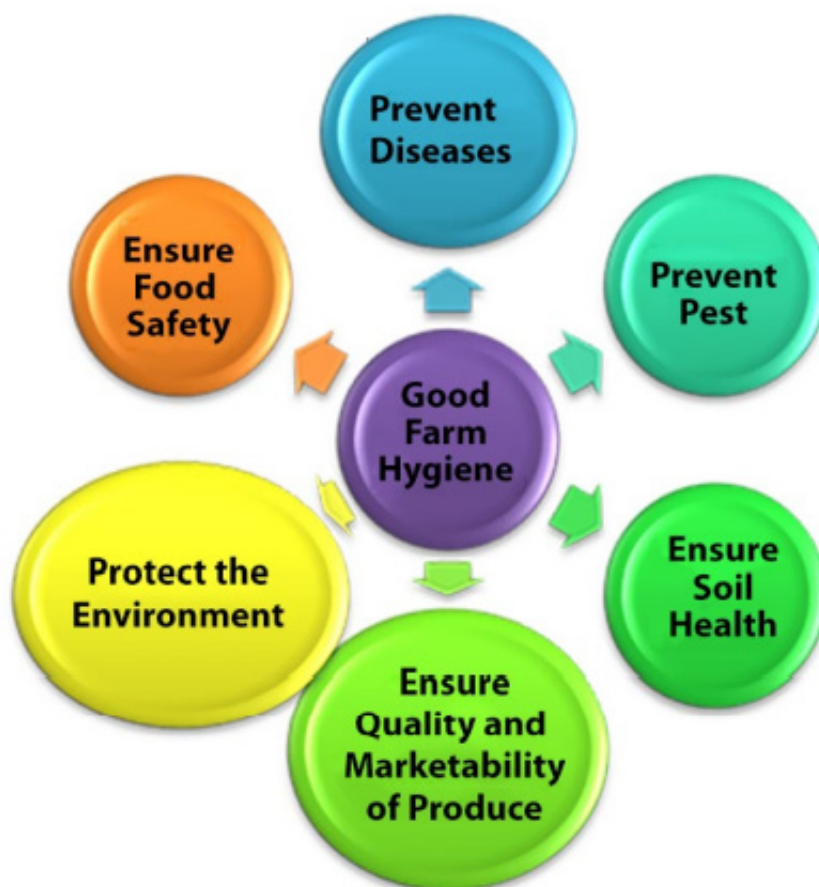 Prevent
Diseases
Ensure
Food
Safety
Prevent
Pest
Good
Farm
Hygiene
Protect the
Environment
Ensure
Soil
Health
Ensure
Quality and
Marketability
of Produce